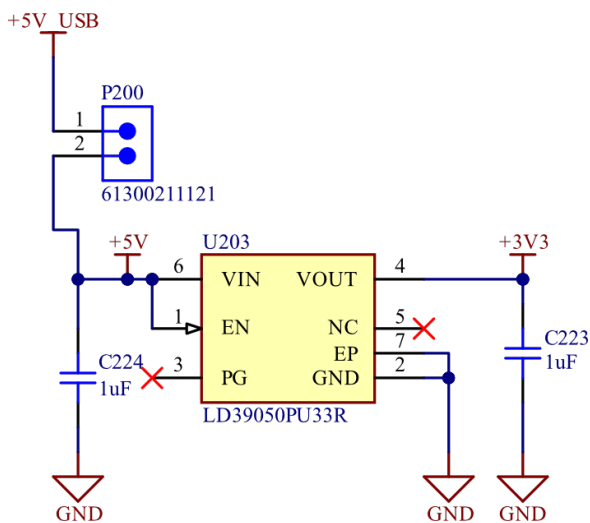 +5V_USB
P200
1
2
61300211121
+5V
U203
+3V3
6 VIN VOUT 4
1 EN NC 5
EP 7
3 PG GND 2
C224
1uF
C223
1uF
LD39050PU33R
GND
GND
GND